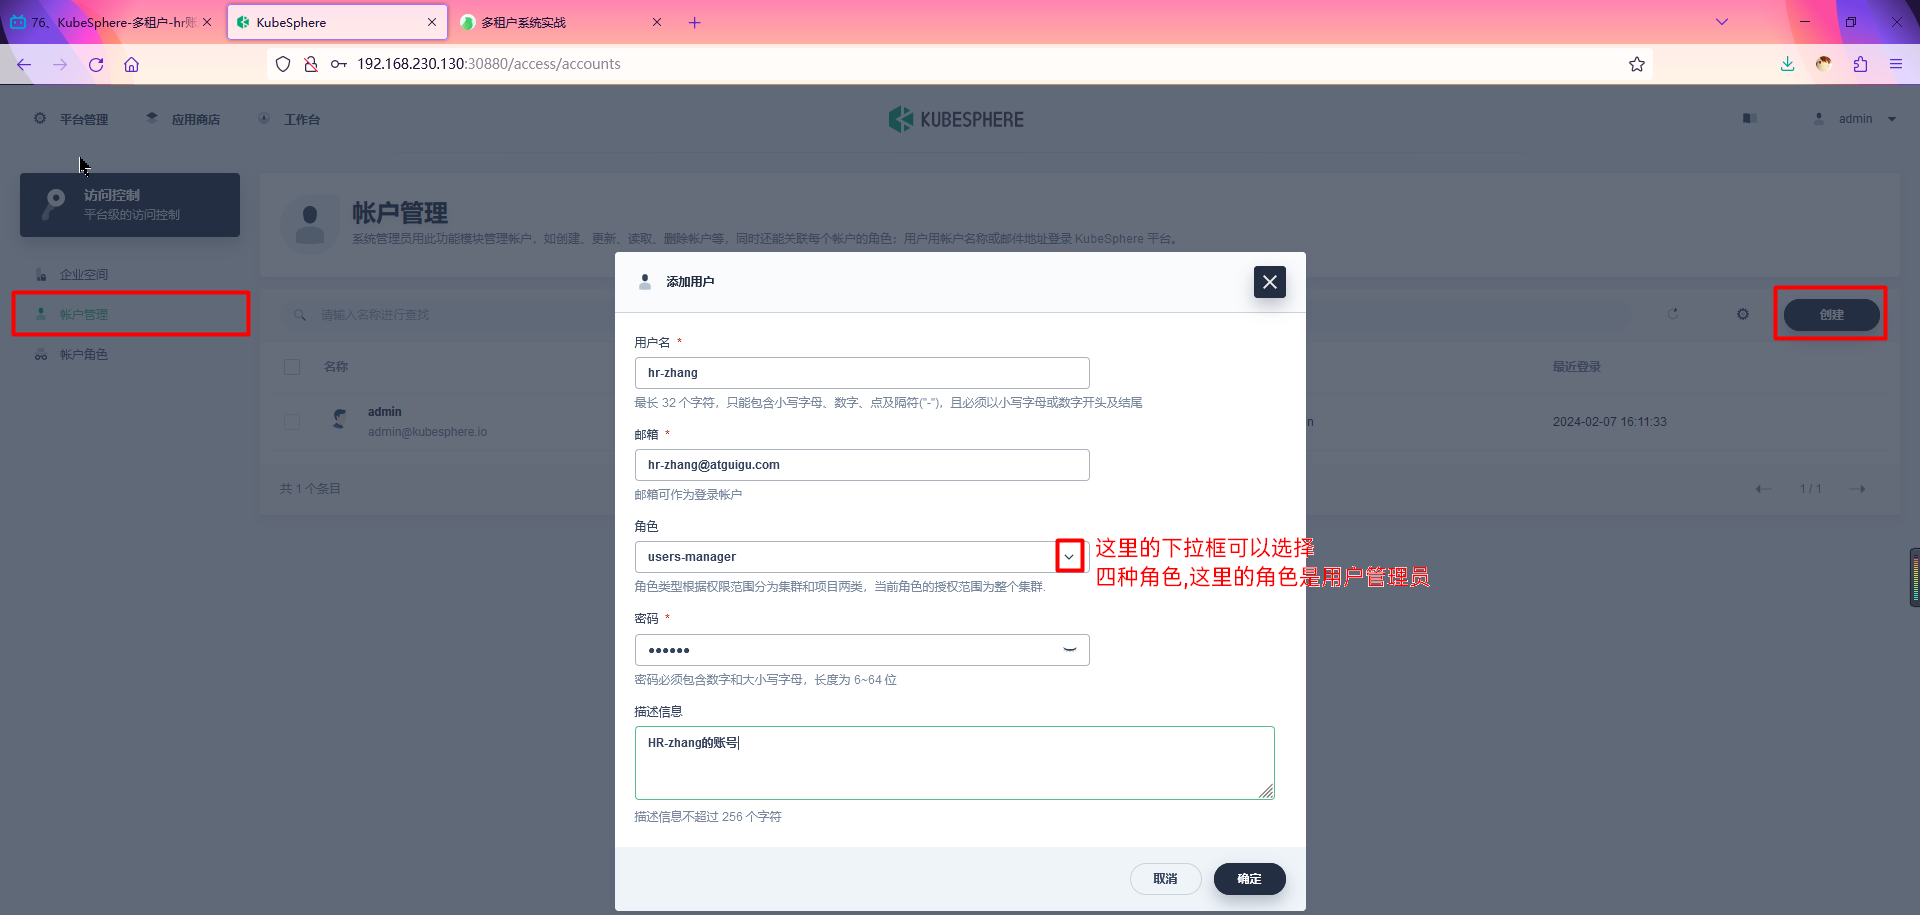 76、KubeSphere-多租户-hr账
KubeSphere
多租户系统实战
192.168.230.130:30880/access/accounts
平台管理
应用商店
工作台
KUBESPHERE
admin
访问控制
平台级的访问控制
企业空间
帐户管理
帐户角色
帐户管理
系统管理员用此功能模块管理帐户，如创建、更新、读取、删除帐户等，同时还能关联每个帐户的角色；用户用帐户名称或邮件地址登录 KubeSphere 平台。
请输入名称进行查找
创建
名称
最近登录
admin
admin@kubesphere.io
n
2024-02-07 16:11:33
共 1 个条目
1 / 1
添加用户
用户名 *
hr-zhang
最长 32 个字符，只能包含小写字母、数字、点及隔符("-")，且必须以小写字母或数字开头及结尾
邮箱 *
hr-zhang@atguigu.com
邮箱可作为登录帐户
角色
users-manager
这里的下拉框可以选择
四种角色,这里的角色是用户管理员
角色类型根据权限范围分为集群和项目两类，当前角色的授权范围为整个集群.
密码 *
●●●●●●
密码必须包含数字和大小写字母，长度为 6~64 位
描述信息
HR-zhang的账号
描述信息不超过 256 个字符
取消
确定